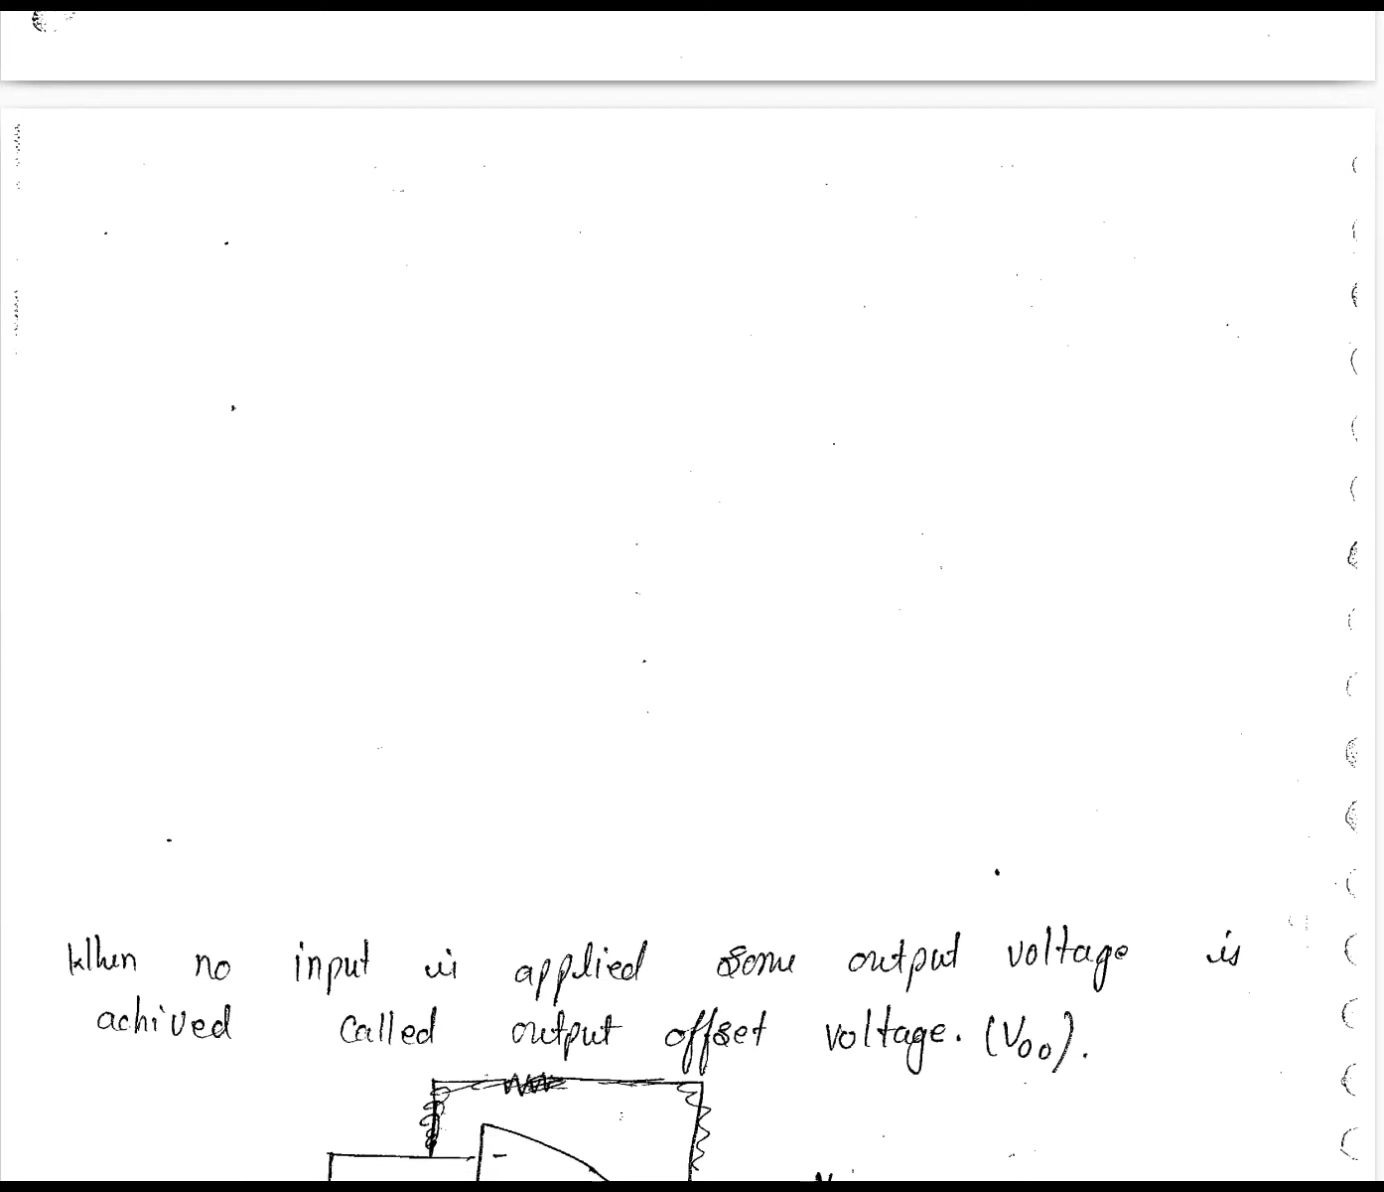 When no input is applied some output voltage is
achived called output offset voltage. (Voo).
-